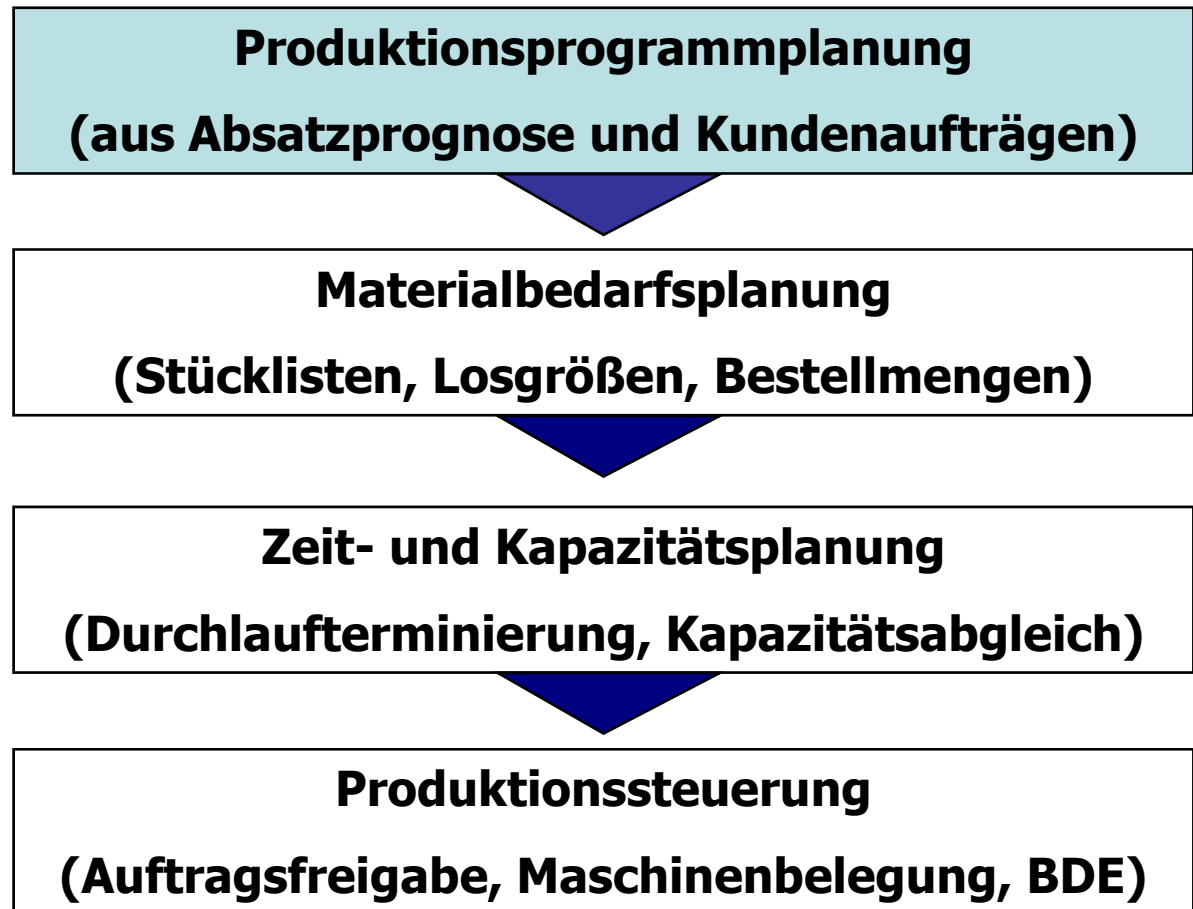 Produktionsprogrammplanung
(aus Absatzprognose und Kundenaufträgen)
Materialbedarfsplanung
(Stücklisten, Losgrößen, Bestellmengen)
Zeit- und Kapazitätsplanung
(Durchlaufterminierung, Kapazitätsabgleich)
Produktionssteuerung
(Auftragsfreigabe, Maschinenbelegung, BDE)